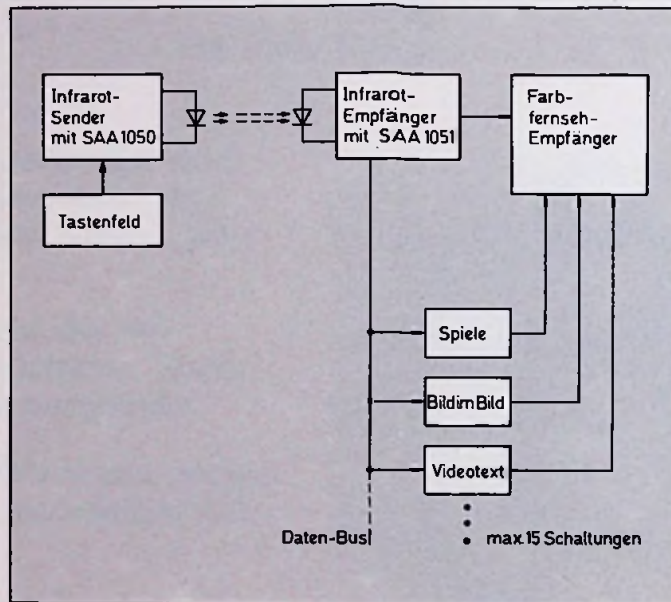 Infrarot-
Sender
mit SAA 1050
Infrarot-
Empfänger
mit SAA 1051
Farb-
fernseh-
Empfänger
Tastenfeld
Spiele
Bild im Bild
Videotext
Daten-Bus
max.15 Schaltungen